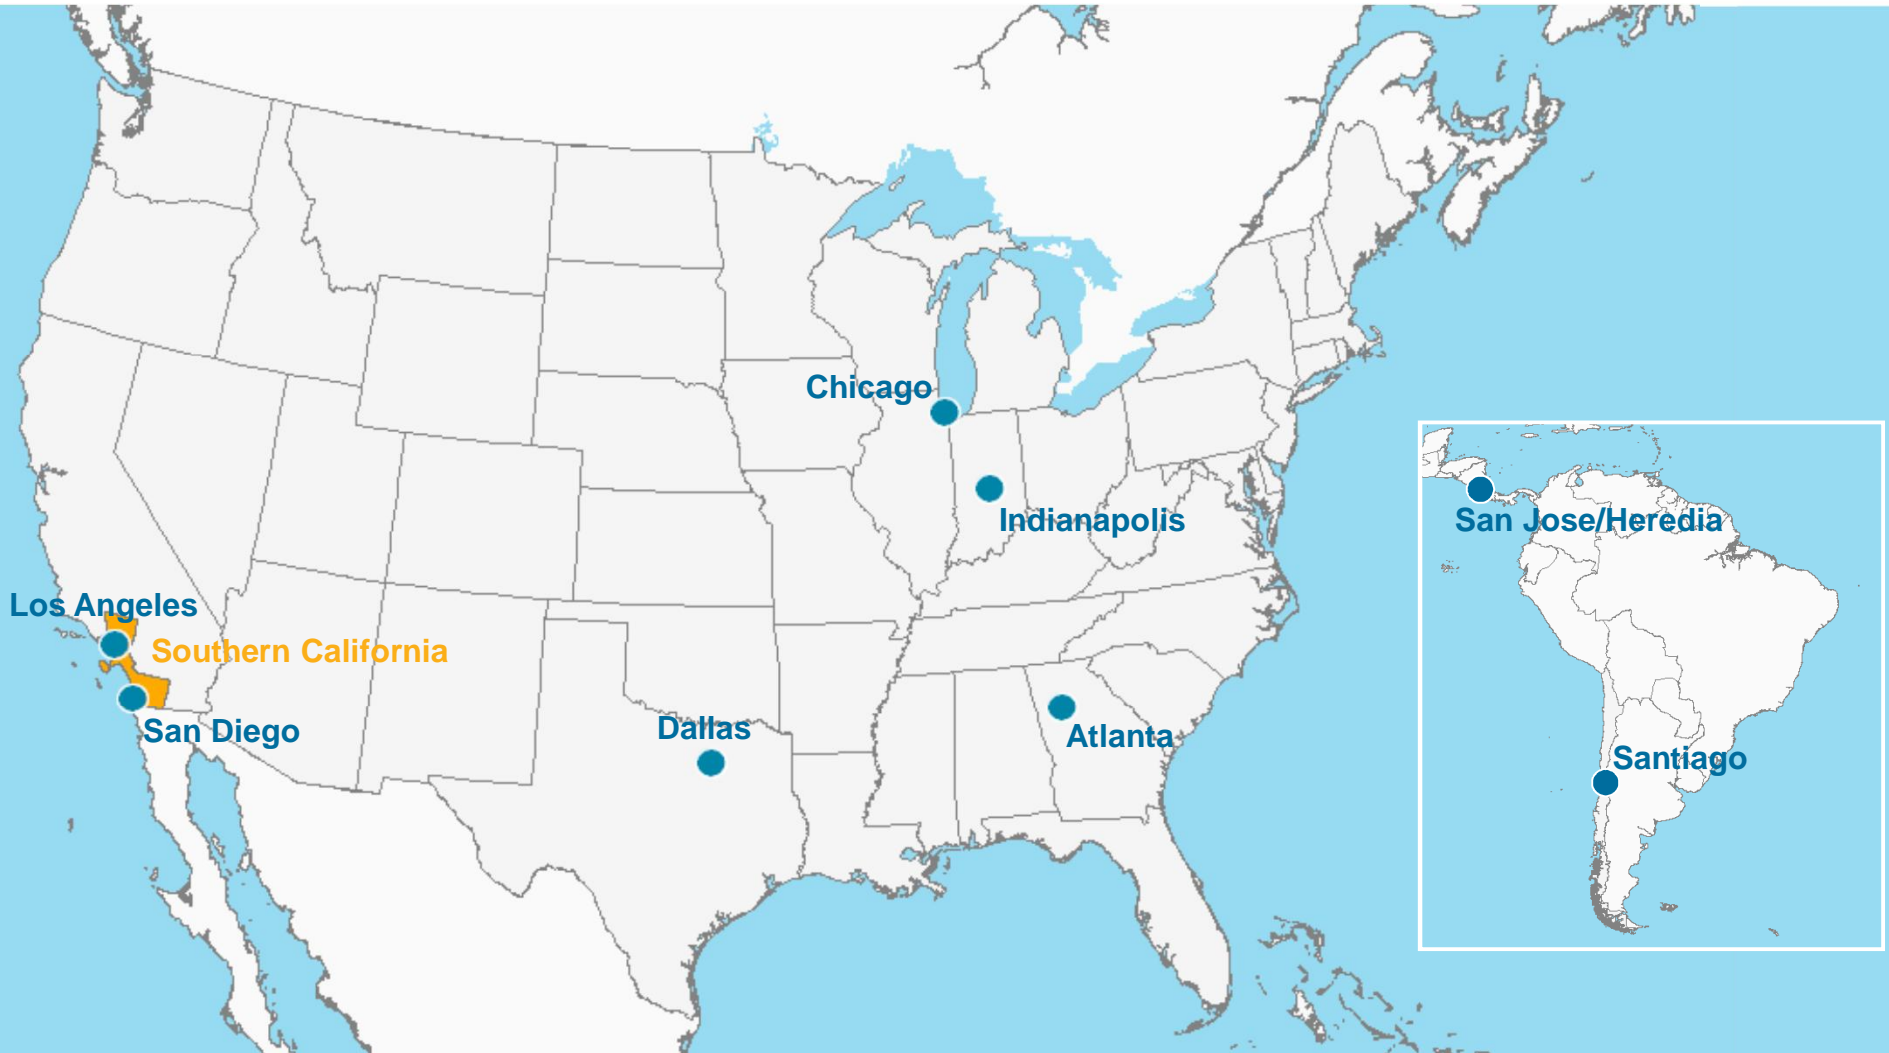 Chicago
Indianapolis
San Jose/Heredia
Los Angeles
Southern California
San Diego
Dallas
Atlanta
Santiago